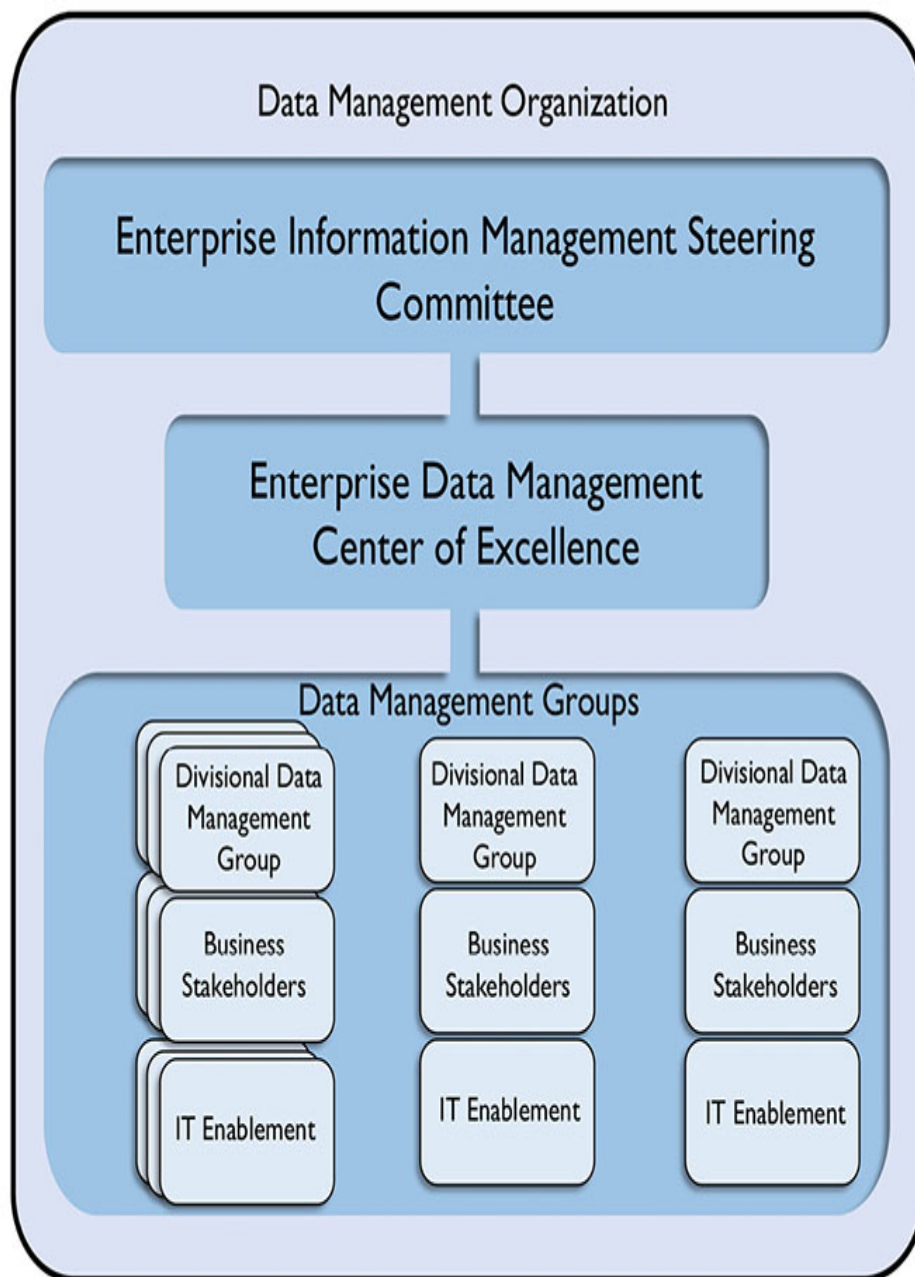 Data Management Organization
Enterprise Information Management Steering
Committee
Enterprise Data Management
Center of Excellence
Data Management Groups
Divisional Data
Management
Group
Business
Stakeholders
IT Enablement
Divisional Data
Management
Group
Business
Stakeholders
IT Enablement
Divisional Data
Management
Group
Business
Stakeholders
IT Enablement